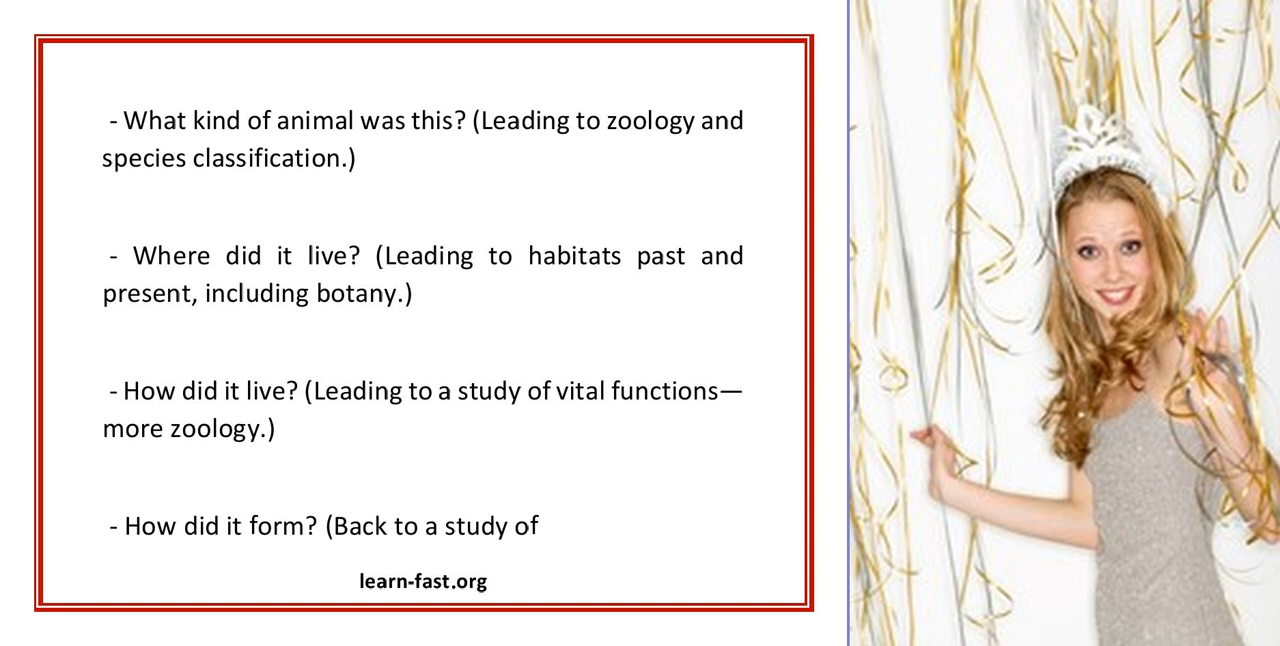 - What kind of animal was this? (Leading to zoology and
species classification.)
- Where did it live? (Leading to habitats past and
present, including botany.)
- How did it live? (Leading to a study of vital functions—
more zoology.)
- How did it form? (Back to a study of
learn-fast.org